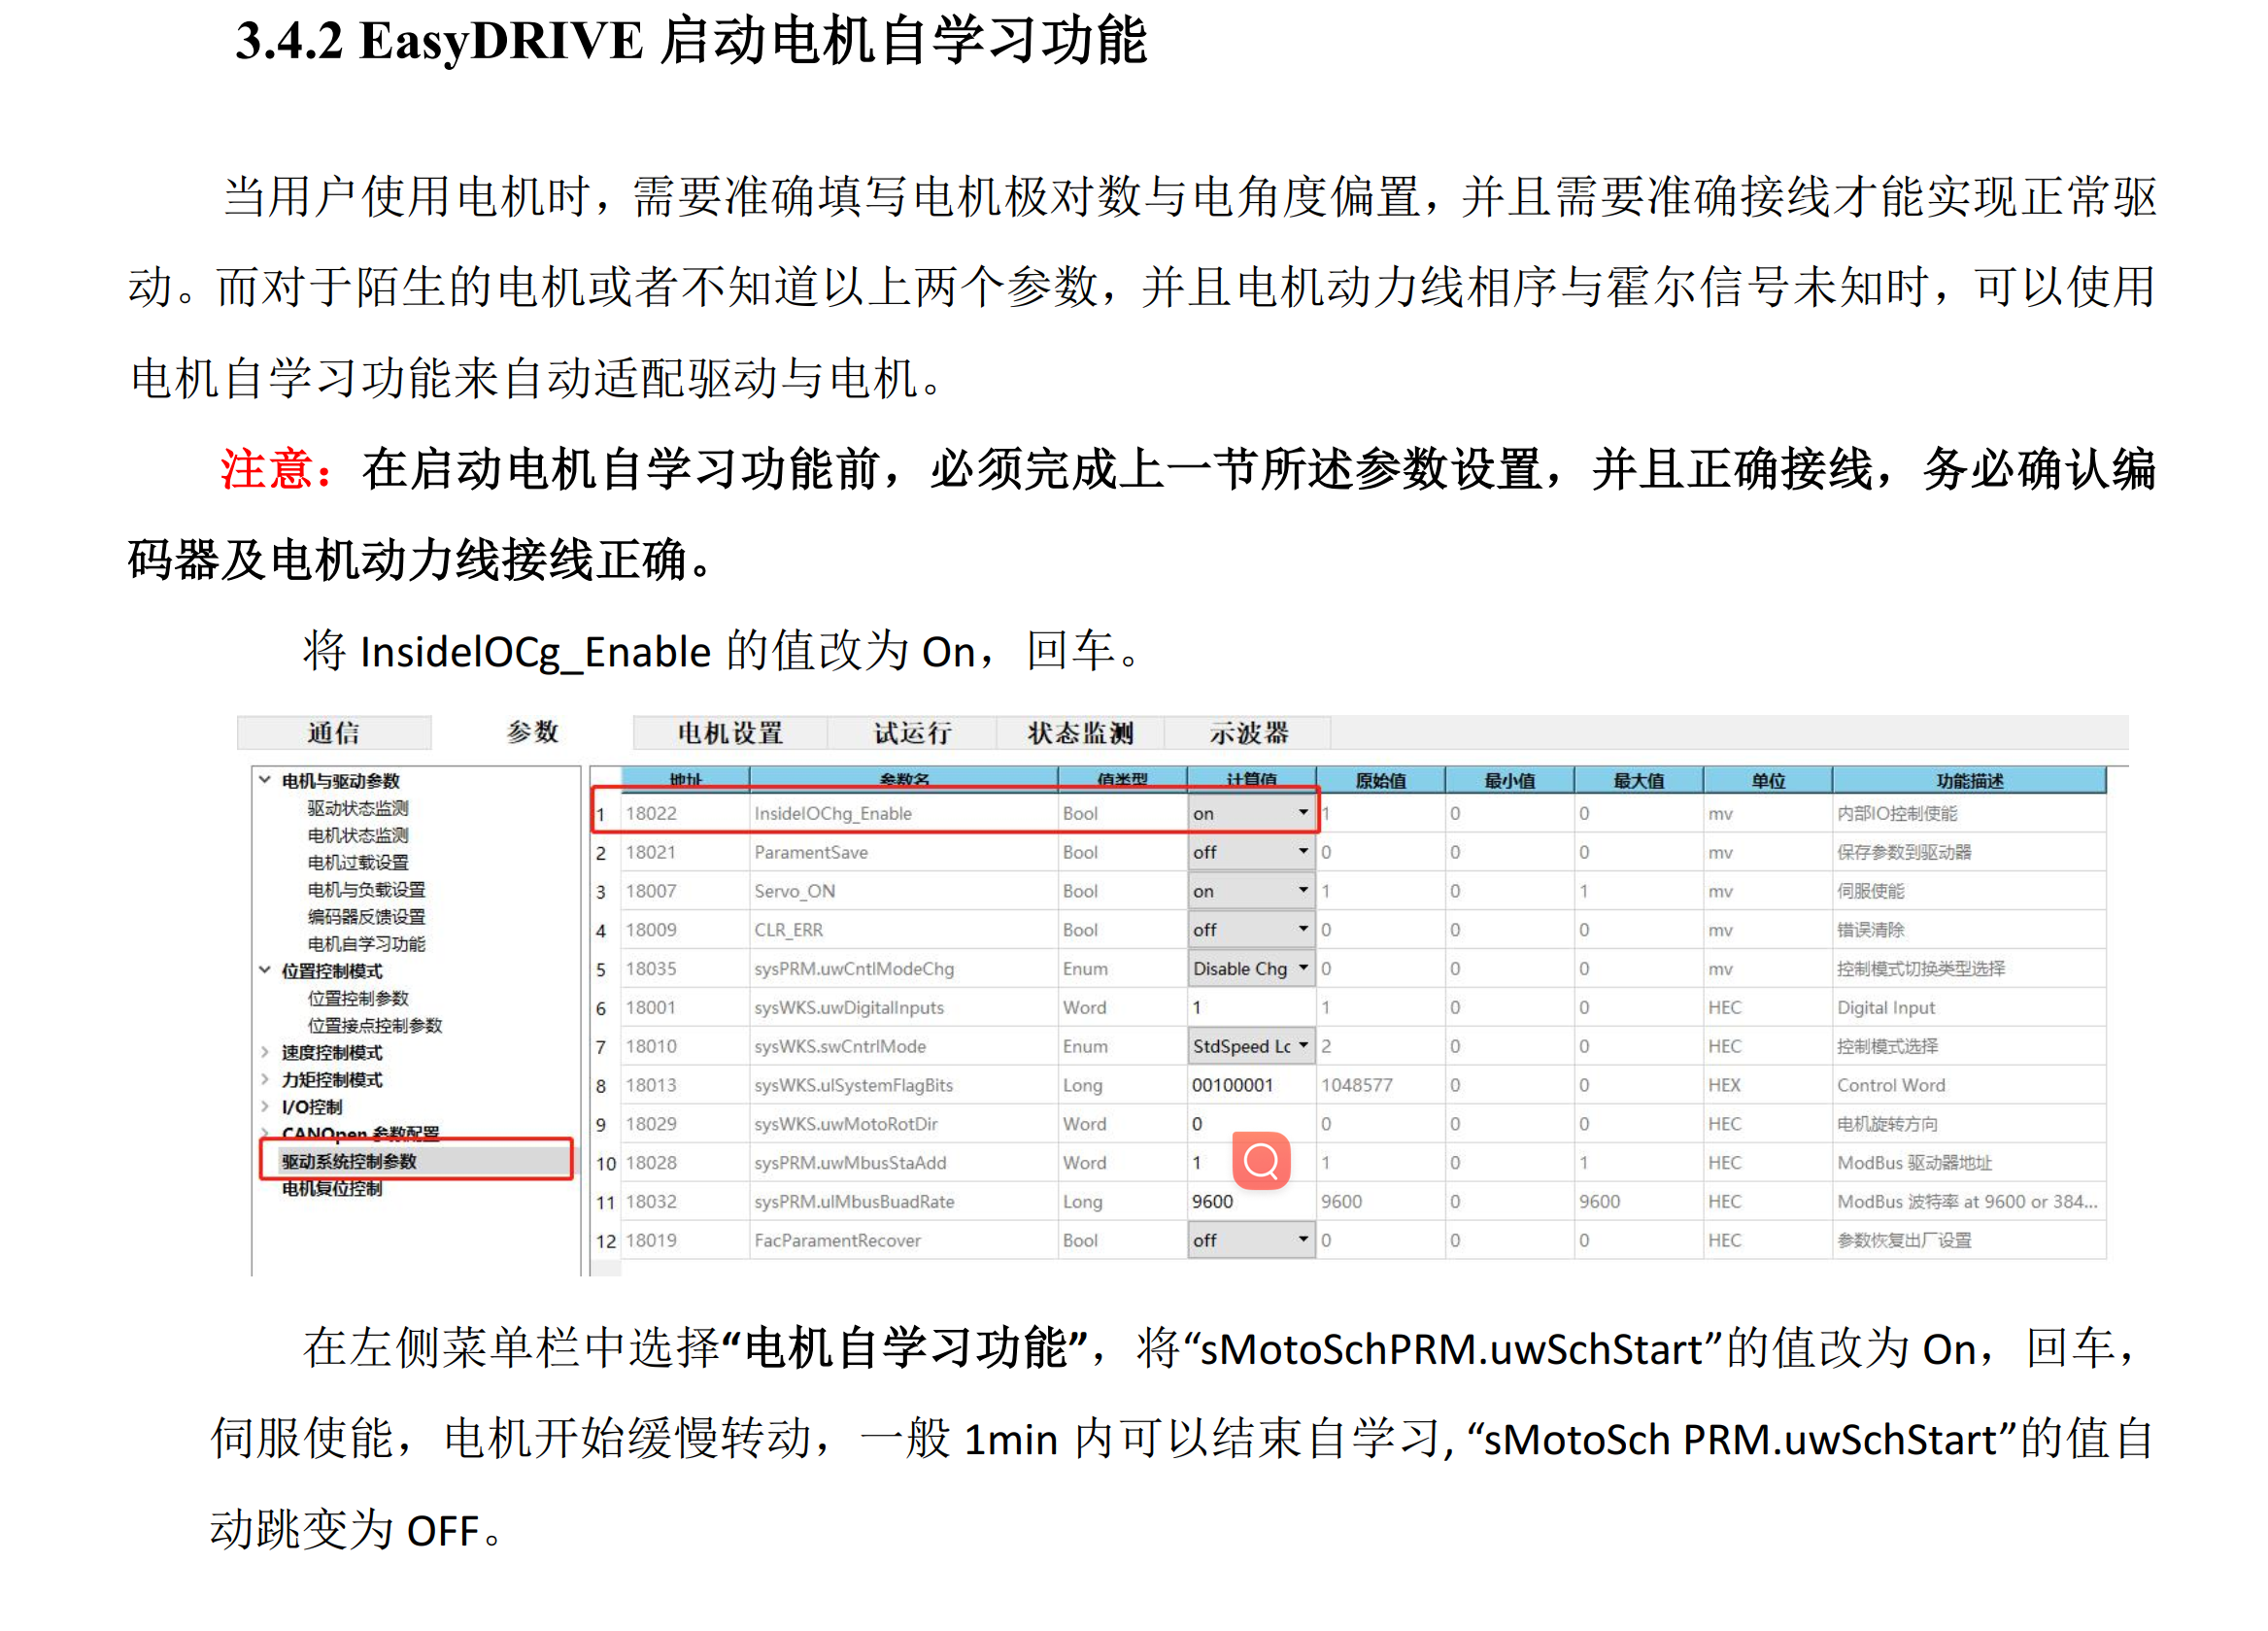 3.4.2 EasyDRIVE 启动电机自学习功能
当用户使用电机时，需要准确填写电机极对数与电角度偏置，并且需要准确接线才能实现正常驱
动。而对于陌生的电机或者不知道以上两个参数，并且电机动力线相序与霍尔信号未知时，可以使用
电机自学习功能来自动适配驱动与电机。
注意：在启动电机自学习功能前，必须完成上一节所述参数设置，并且正确接线，务必确认编
码器及电机动力线接线正确。
将 InsidelOCg_Enable 的值改为 On，回车。
通信 参数 电机设置 试运行 状态监测 示波器
电机与驱动参数
驱动状态监测
电机状态监测
电机过载设置
电机与负载设置
编码器反馈设置
电机自学习功能
位置控制模式
位置控制参数
位置接点控制参数
速度控制模式
力矩控制模式
I/O控制
CANOpen 参数配置
驱动系统控制参数
电机复位控制
地址 参数名 值类型 计算值 原始值 最小值 最大值 单位 功能描述
1 18022 InsideIOChg_Enable Bool on 1 0 0 mv 内部IO控制使能
2 18021 ParamentSave Bool off 0 0 0 mv 保存参数到驱动器
3 18007 Servo_ON Bool on 1 0 1 mv 伺服使能
4 18009 CLR_ERR Bool off 0 0 0 mv 错误清除
5 18035 sysPRM.uwCntlModeChg Enum Disable Chg 0 0 0 mv 控制模式切换类型选择
6 18001 sysWKS.uwDigitalInputs Word 1 1 0 0 HEC Digital Input
7 18010 sysWKS.swCntrlMode Enum StdSpeed Lc 2 0 0 HEC 控制模式选择
8 18013 sysWKS.ulSystemFlagBits Long 00100001 1048577 0 0 HEX Control Word
9 18029 sysWKS.uwMotoRotDir Word 0 0 0 0 HEC 电机旋转方向
10 18028 sysPRM.uwMbusStaAdd Word 1 1 0 1 HEC ModBus 驱动器地址
11 18032 sysPRM.ulMbusBuadRate Long 9600 9600 0 9600 HEC ModBus 波特率 at 9600 or 384...
12 18019 FacParamentRecover Bool off 0 0 0 HEC 参数恢复出厂设置
在左侧菜单栏中选择“电机自学习功能”，将“sMotoSchPRM.uwSchStart”的值改为 On，回车，
伺服使能，电机开始缓慢转动，一般 1min 内可以结束自学习, “sMotoSch PRM.uwSchStart”的值自
动跳变为 OFF。